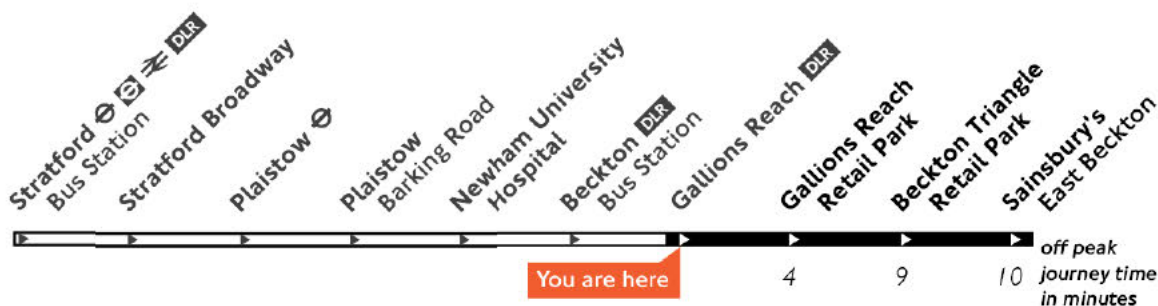 Stratford DLR
Bus Station
Stratford Broadway
Plaistow
Plaistow
Barking Road
Newham University
Hospital
Beckton DLR
Bus Station
Gallions Reach DLR
Gallions Reach
Retail Park
Beckton Triangle
Retail Park
Sainsbury's
East Beckton
You are here
4
9
10
off peak
journey time
in minutes